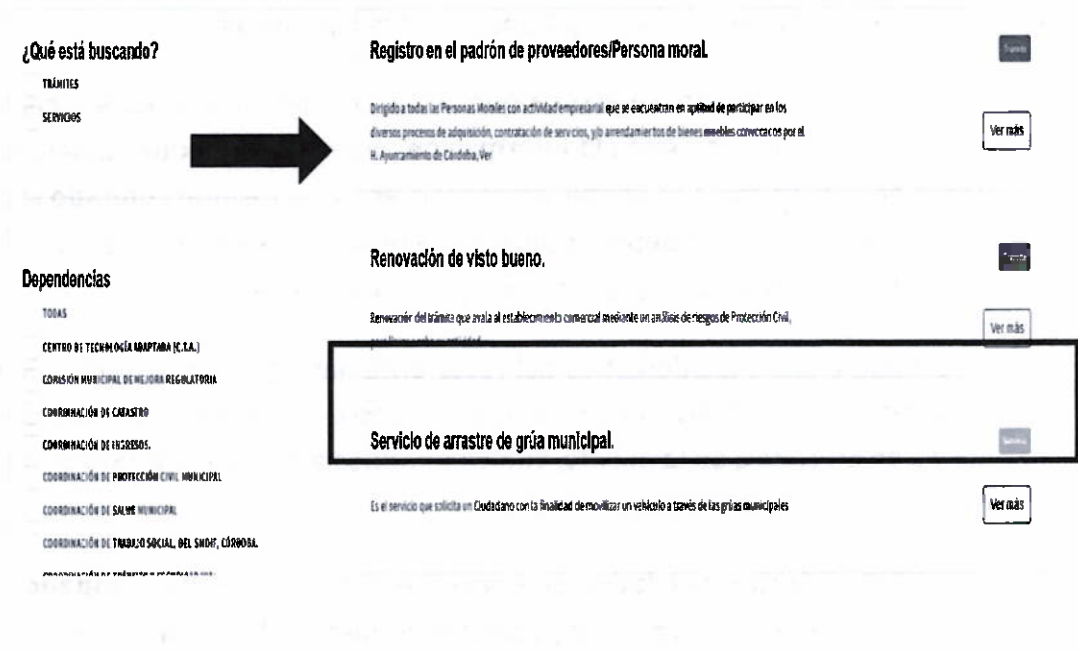 ¿Qué está buscando?
TRÁMITES
SERVICIOS
Dependencias
TODAS
CENTRO DE TECNOLOGÍA ADAPTADA (C.T.A.)
COMISIÓN MUNICIPAL DE MEJORA REGULATORIA
COORDINACIÓN DE CATASTRO
COORDINACIÓN DE INGRESOS.
COORDINACIÓN DE PROTECCIÓN CIVIL MUNICIPAL
COORDINACIÓN DE SALUD MUNICIPAL
COORDINACIÓN DE TRABAJO SOCIAL, DEL SMDIF, CÓRDOBA.
Registro en el padrón de proveedores/Persona moral.
Trámite
Dirigido a todas las Personas Morales con actividad empresarial que se encuentran en aptitud de participar en los
diversos procesos de adquisición, contratación de servicios, y/o arrendamientos de bienes muebles convocados por el
H. Ayuntamiento de Córdoba, Ver
Ver más
Renovación de visto bueno.
Trámite
Renovación del trámite que avala al establecimiento comercial mediante un análisis de riesgos de Protección Civil,
Ver más
Servicio de arrastre de grúa municipal.
Es el servicio que solicita un Ciudadano con la finalidad de movilizar un vehículo a través de las grúas municipales
Ver más